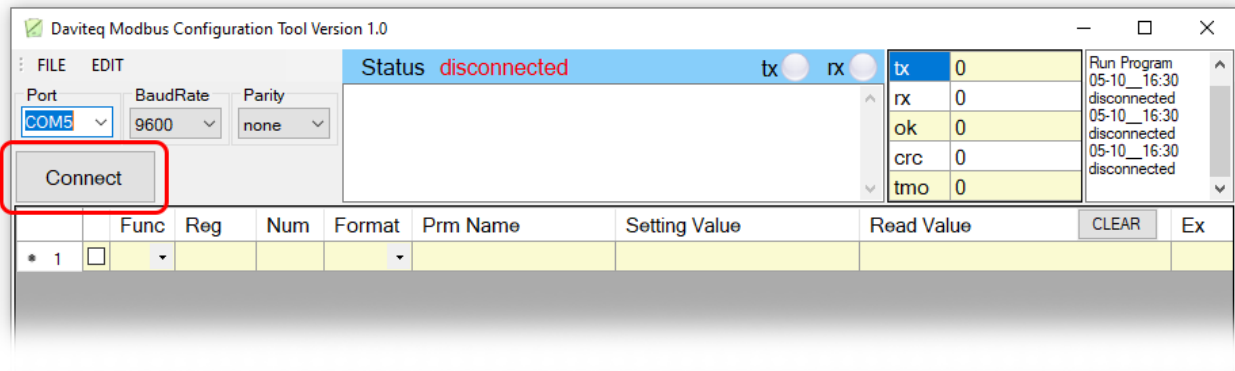 Daviteq Modbus Configuration Tool Version 1.0
FILE EDIT
Status disconnected tx rx
Port BaudRate Parity
COM5 9600 none
Connect
tx 0
rx 0
ok 0
crc 0
tmo 0
Run Program
05-10__16:30
disconnected
05-10__16:30
disconnected
05-10__16:30
disconnected
Func Reg Num Format Prm Name Setting Value Read Value CLEAR Ex
* 1